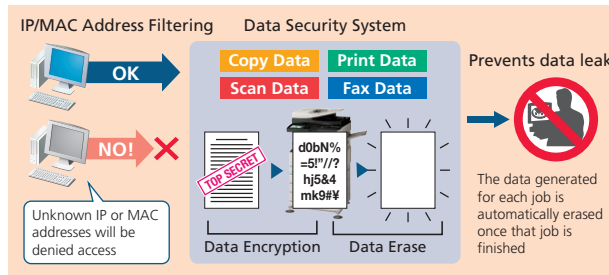 IP/MAC Address Filtering
Data Security System
OK
NO!
Unknown IP or MAC
addresses will be
denied access
Copy Data
Print Data
Scan Data
Fax Data
TOP SECRET
d0bN%
=5!"//?
hj5&4
mk9#¥
Data Encryption
Data Erase
Prevents data leak
The data generated
for each job is
automatically erased
once that job is
finished